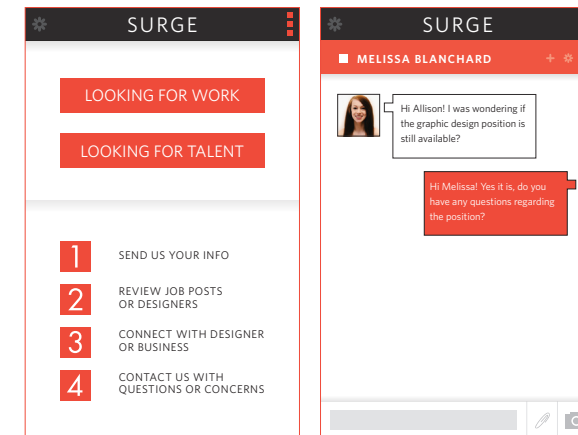 SURGE
LOOKING FOR WORK
LOOKING FOR TALENT
1 SEND US YOUR INFO
2 REVIEW JOB POSTS
OR DESIGNERS
3 CONNECT WITH DESIGNER
OR BUSINESS
4 CONTACT US WITH
QUESTIONS OR CONCERNS
SURGE
MELISSA BLANCHARD
Hi Allison! I was wondering if
the graphic design position is
still available?
Hi Melissa! Yes it is, do you
have any questions regarding
the position?